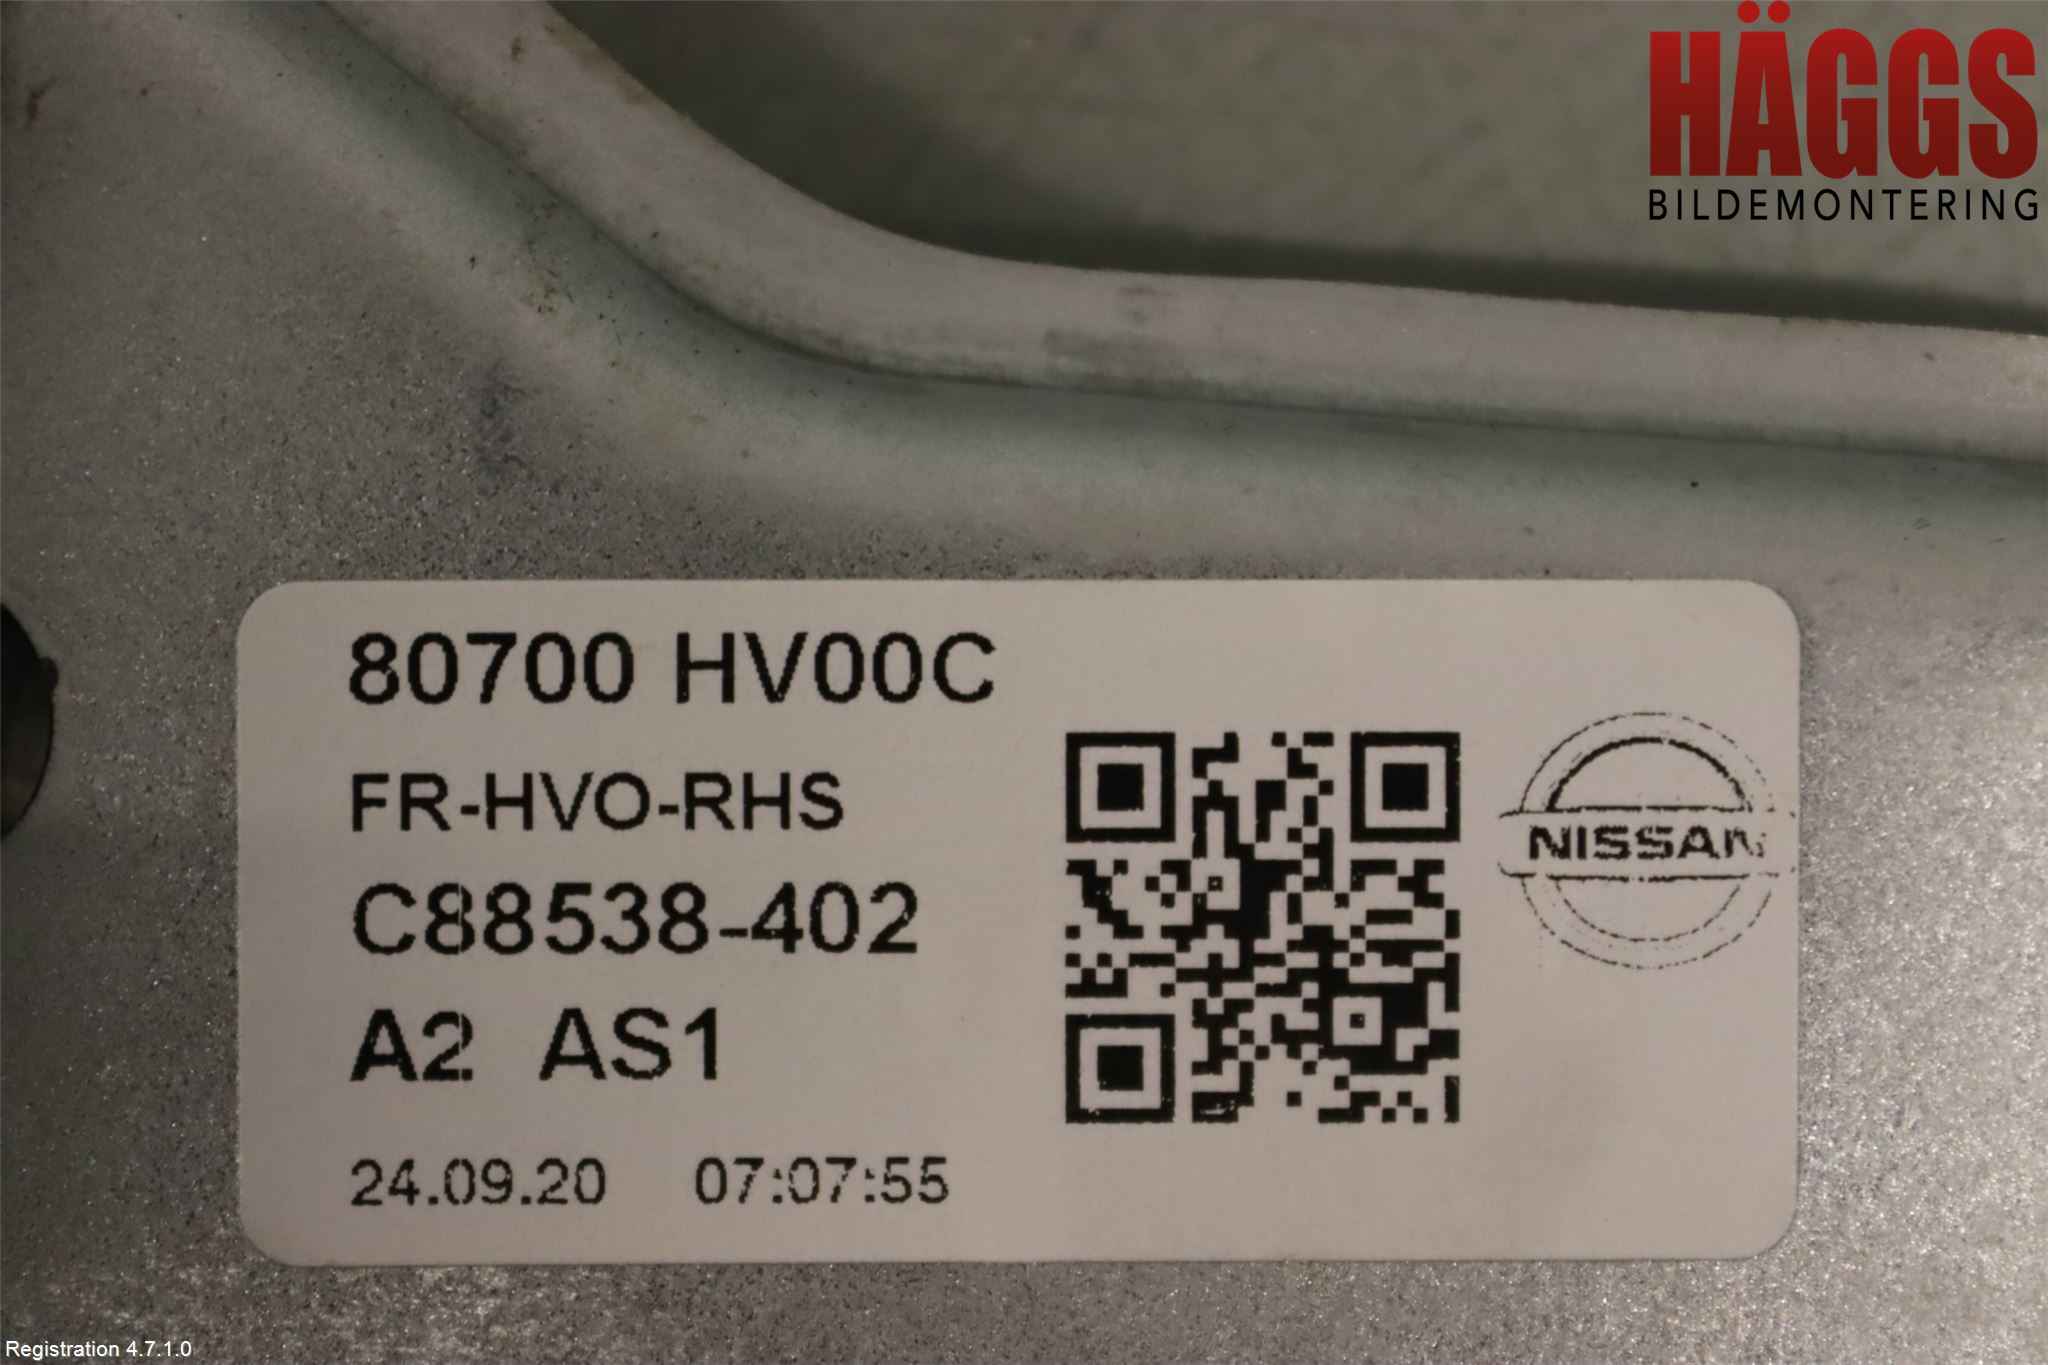 HÄGGS
BILDEMONTERING
80700 HV00C
FR-HVO-RHS
C88538-402
A2 AS1
24.09.20 07:07:55
NISSAN
Registration 4.7.1.0